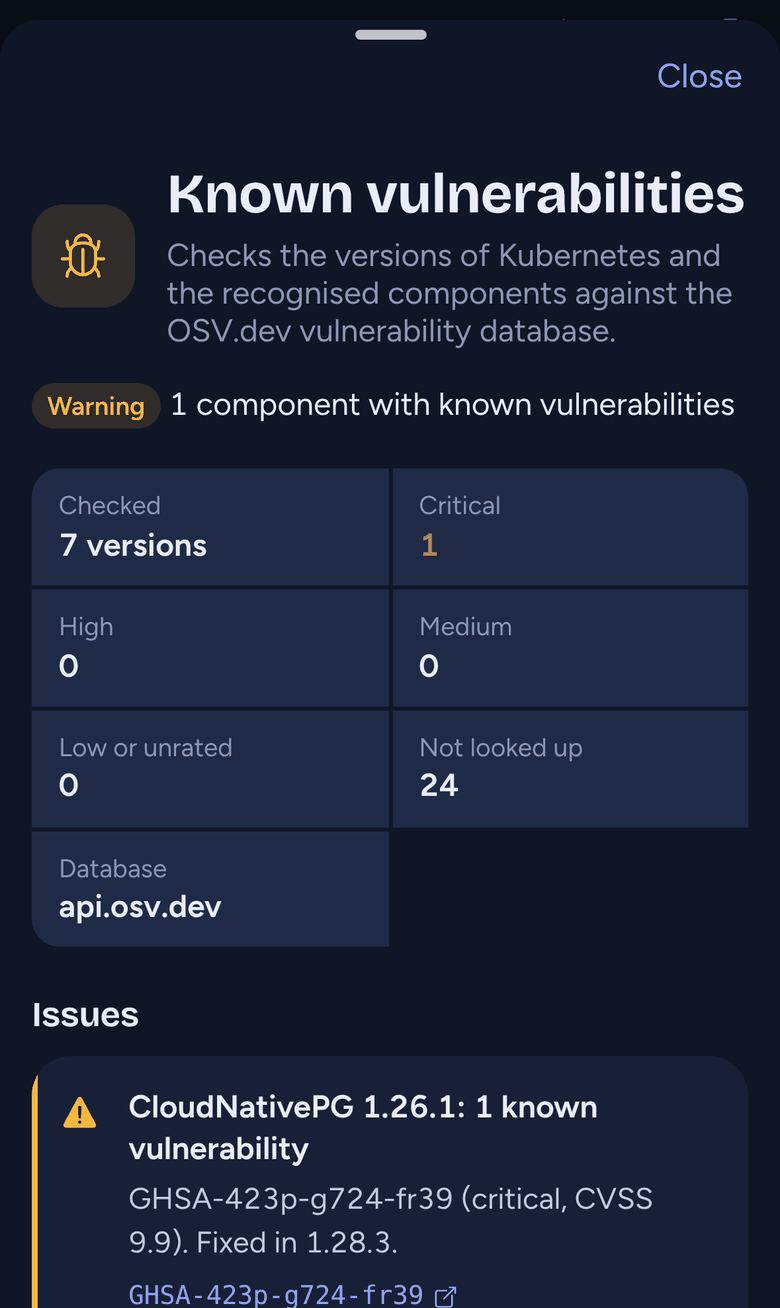 Close
Known vulnerabilities
Checks the versions of Kubernetes and
the recognised components against the
OSV.dev vulnerability database.
Warning 1 component with known vulnerabilities
Checked
7 versions
Critical
1
High
0
Medium
0
Low or unrated
0
Not looked up
24
Database
api.osv.dev
Issues
CloudNativePG 1.26.1: 1 known
vulnerability
GHSA-423p-g724-fr39 (critical, CVSS
9.9). Fixed in 1.28.3.
GHSA-423p-g724-fr39